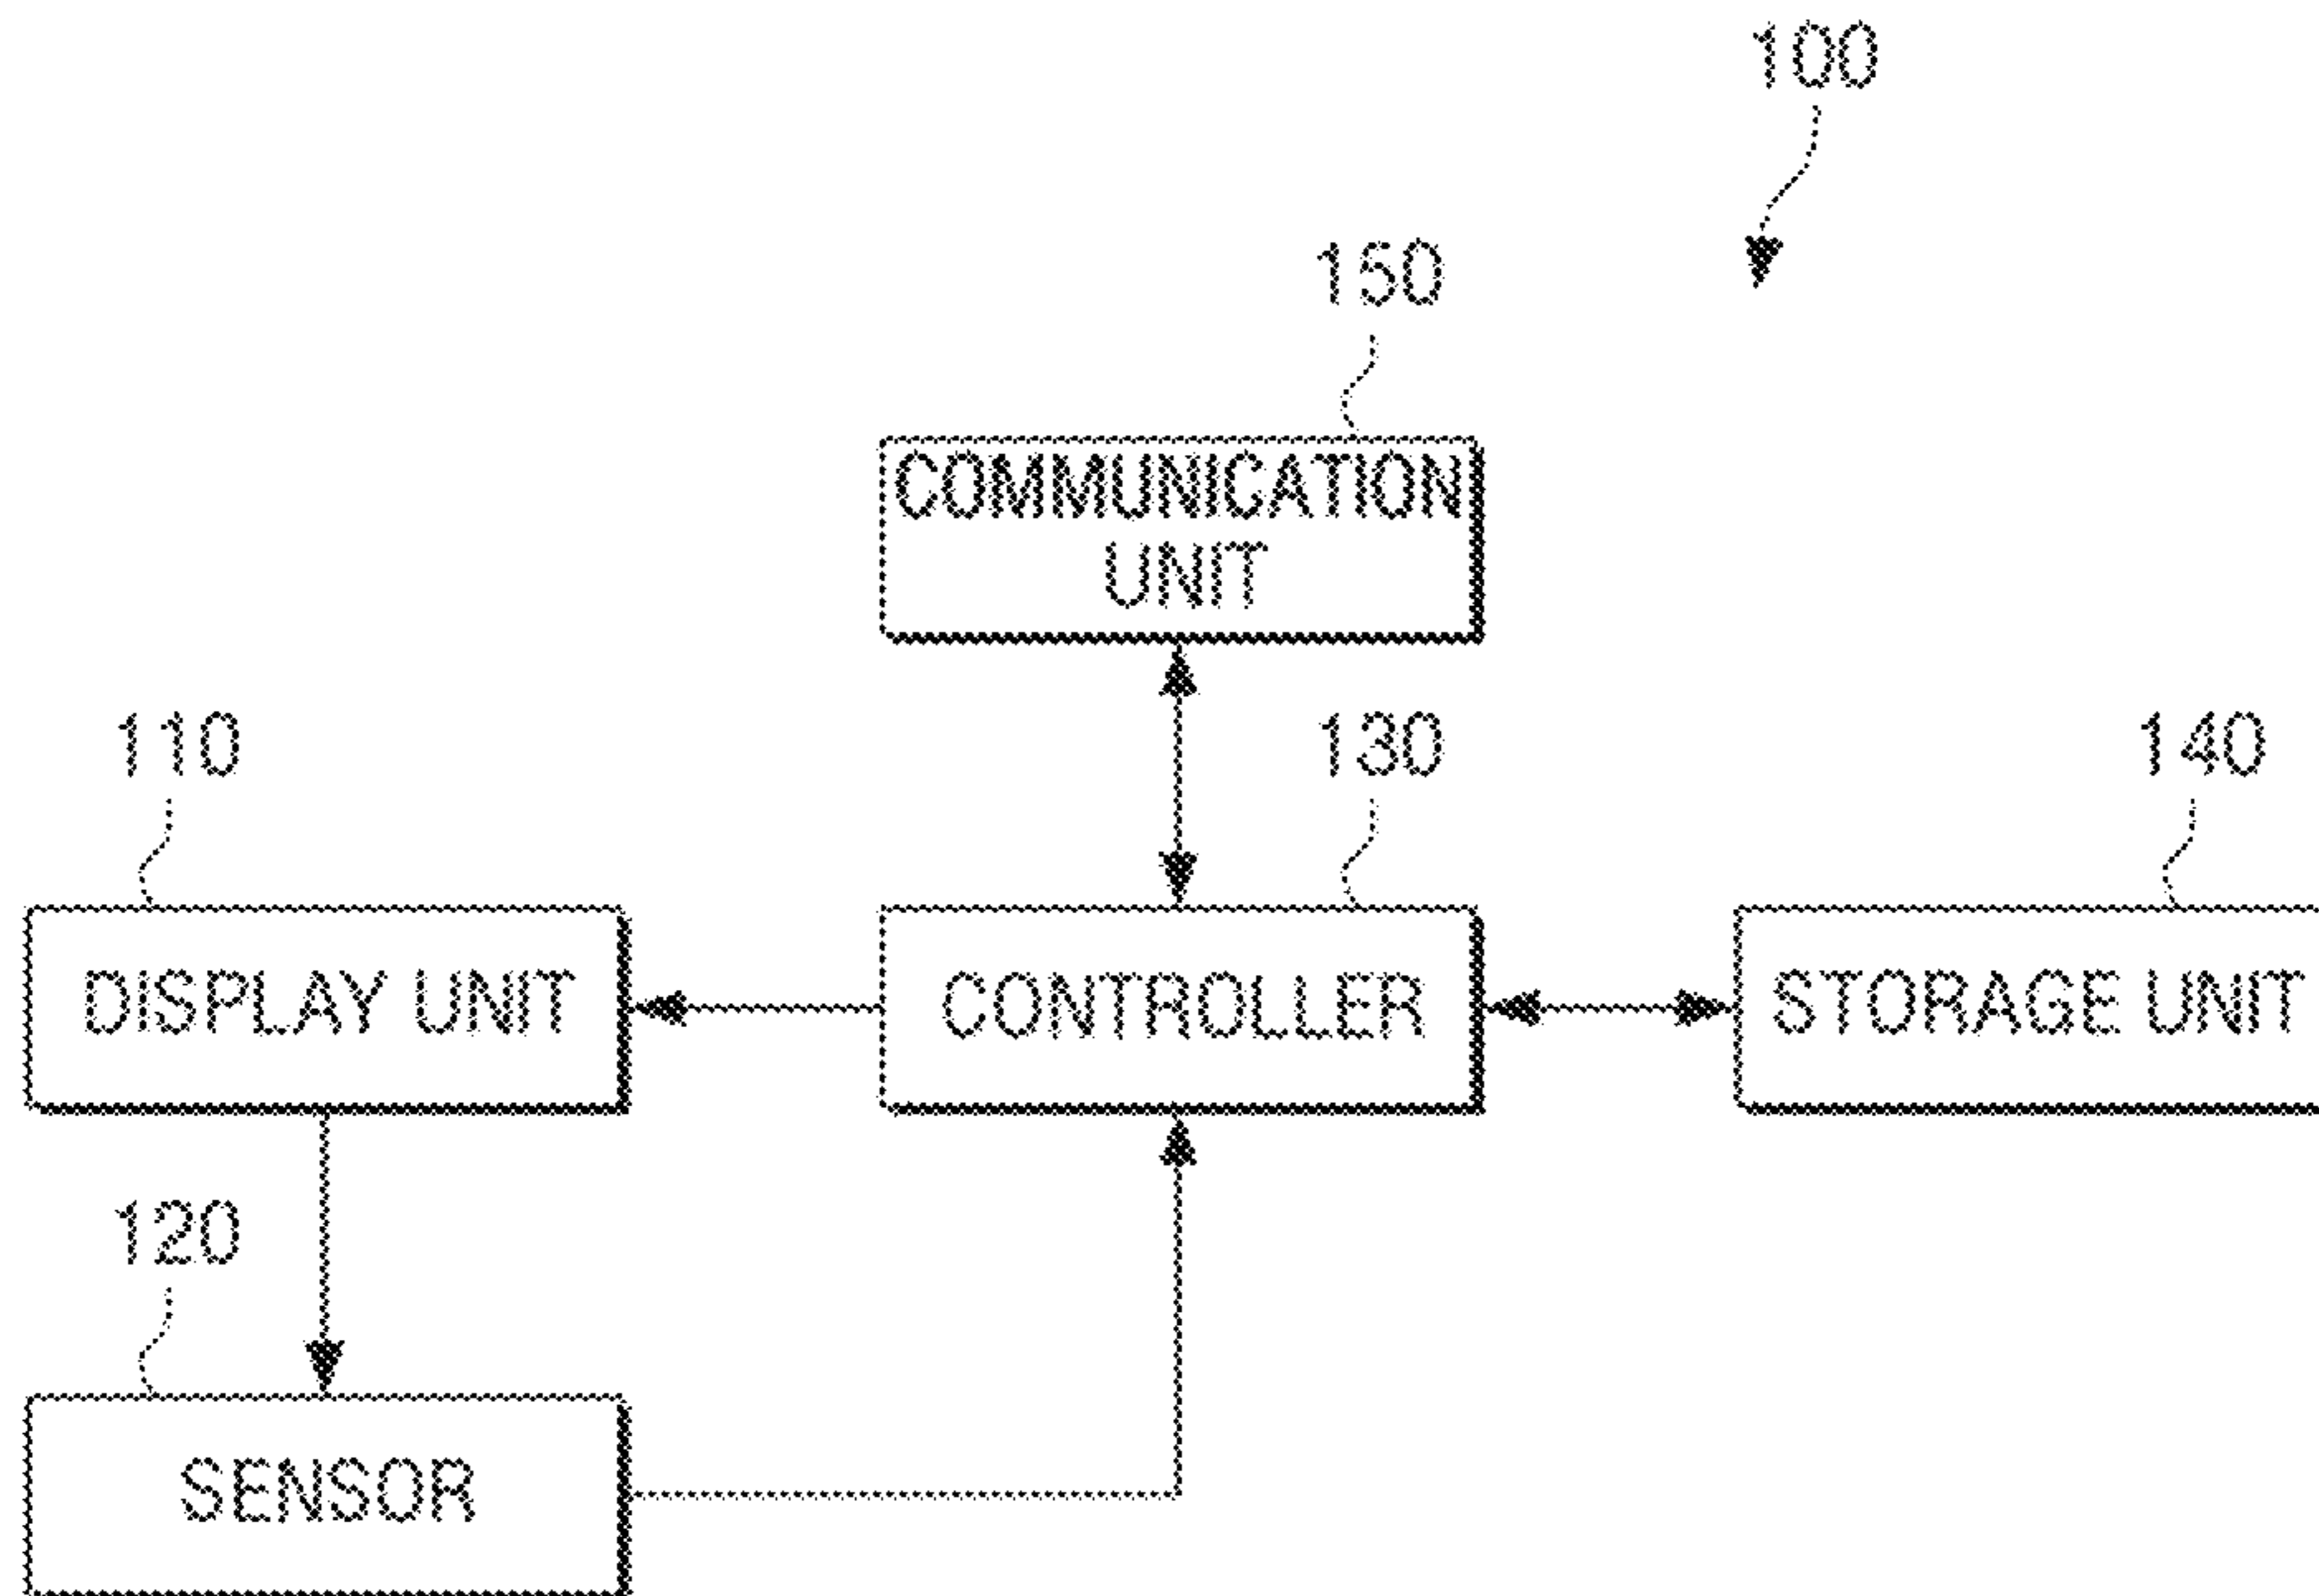 100
150
COMMUNICATION
UNIT
110
130
140
DISPLAY UNIT
CONTROLLER
STORAGE UNIT
120
SENSOR